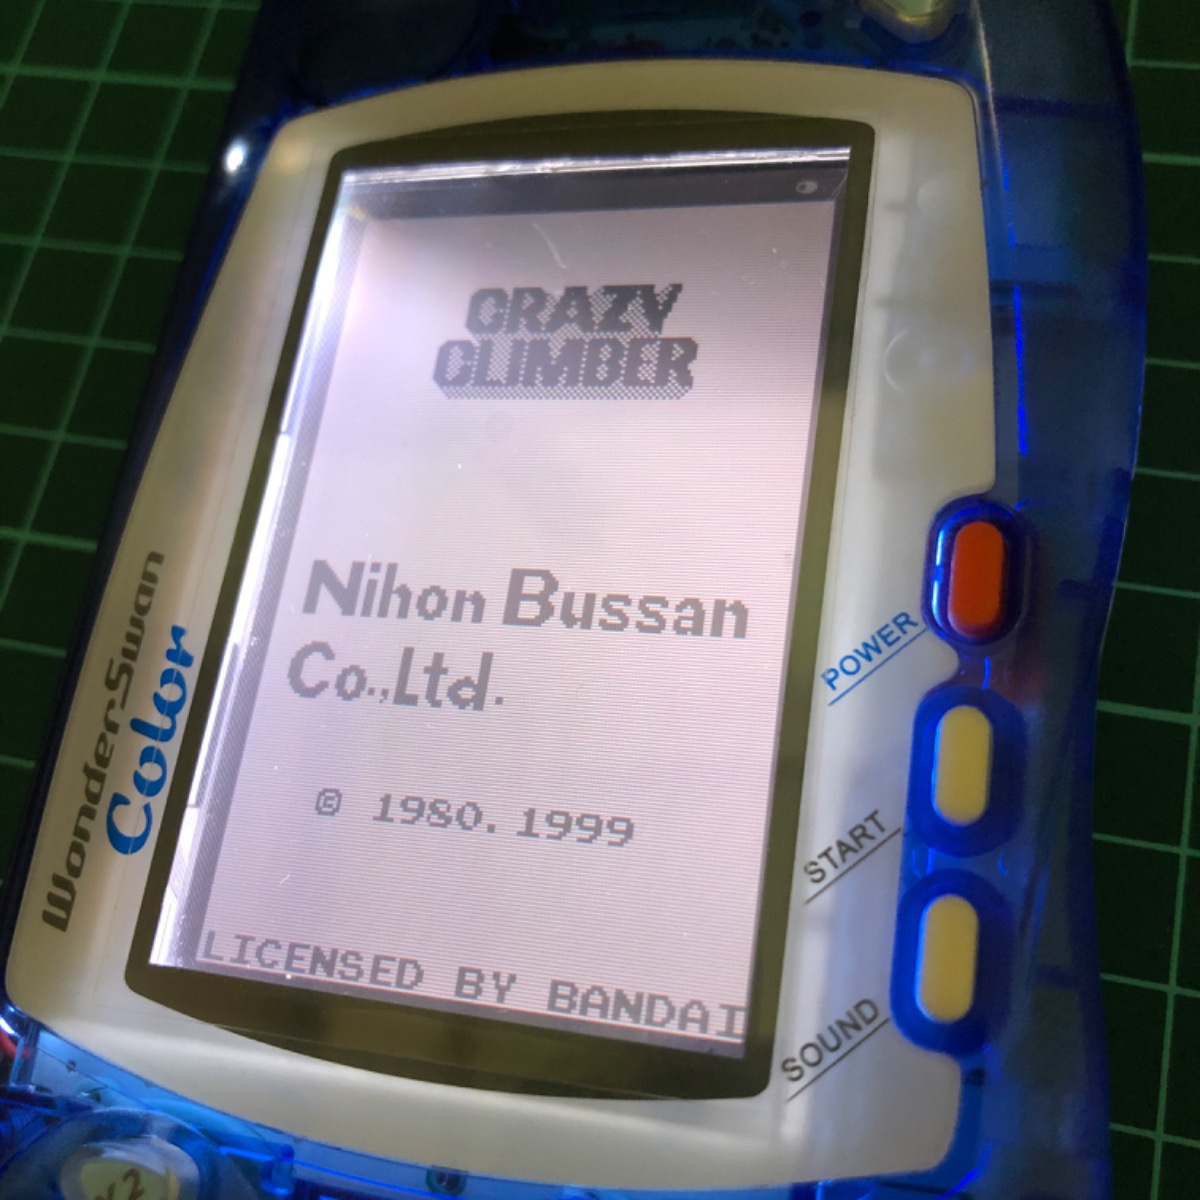 CRAZY
CLIMBER
Nihon Bussan
Co.,Ltd.
© 1980. 1999
LICENSED BY BANDAI
WonderSwan
Color
POWER
START
SOUND